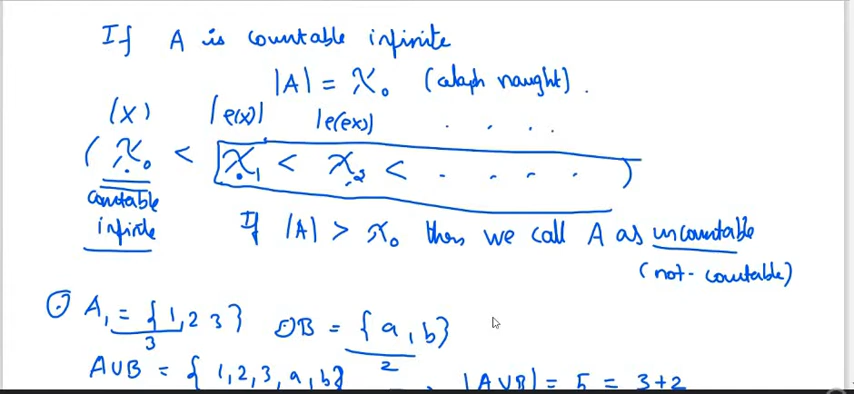 If A is countable infinite
|A| = ℵ₀ (aleph naught).
|X| |P(X)| |P(P(X))| . . . .
( ℵ₀ < ℵ₁ < ℵ₂ < . . . . )
countable
infinite
If |A| > ℵ₀ then we call A as uncountable
(not-countable)
⊙ A₁ = {1,2 3} ⊙B = {a,b}
3 2
A∪B = {1,2,3,a,b} |A∪B| = 5 = 3+2